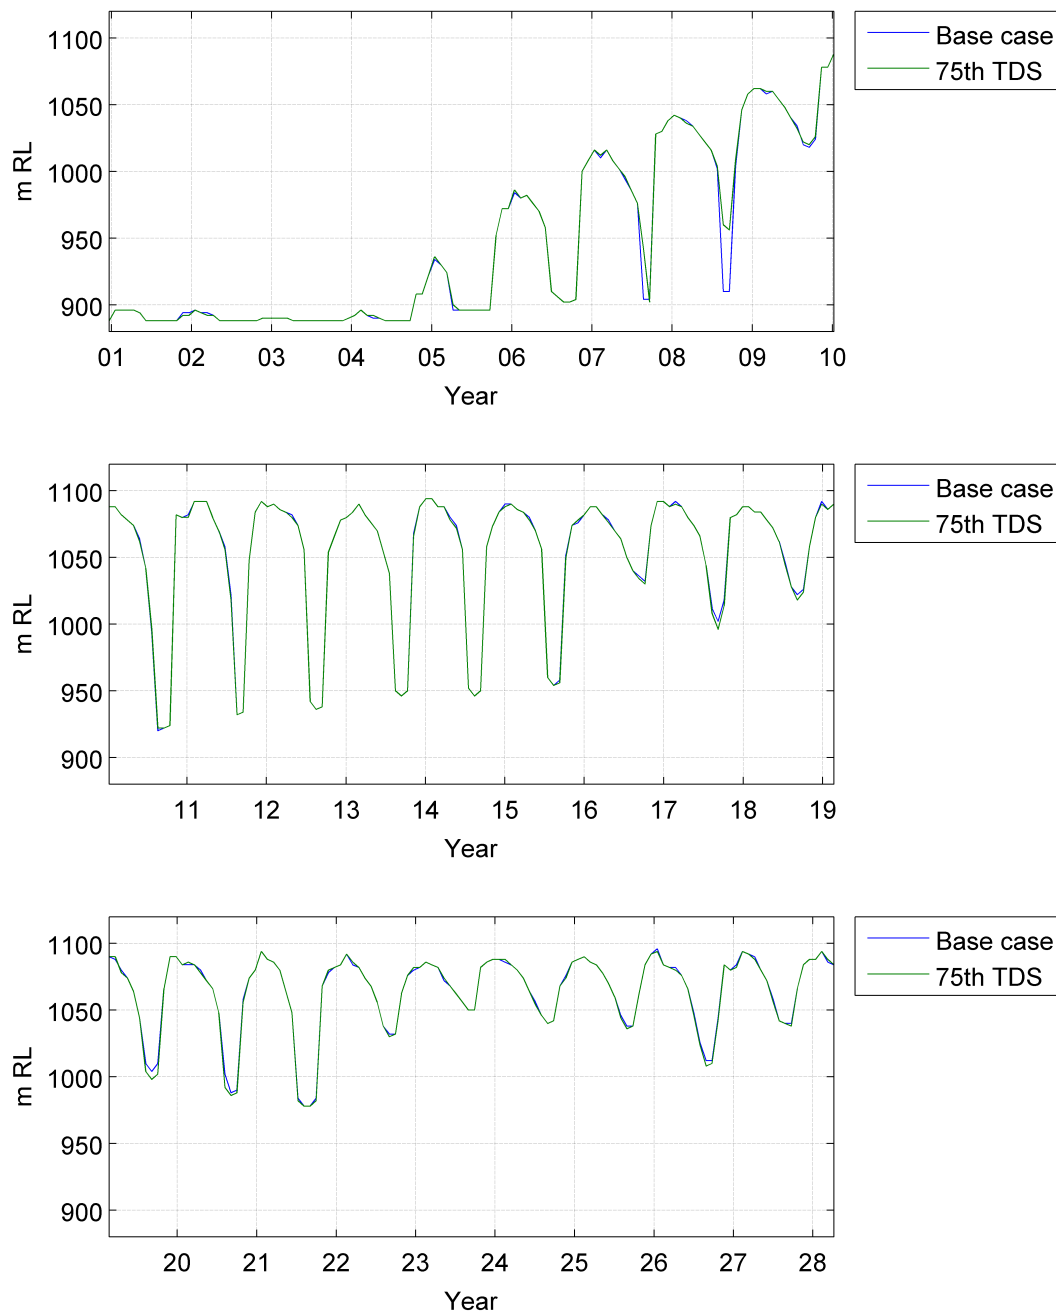 1100
1050
1000
950
900
m RL
01 02 03 04 05 06 07 08 09 10
Year
Base case
75th TDS
1100
1050
1000
950
900
m RL
11 12 13 14 15 16 17 18 19
Year
Base case
75th TDS
1100
1050
1000
950
900
m RL
20 21 22 23 24 25 26 27 28
Year
Base case
75th TDS